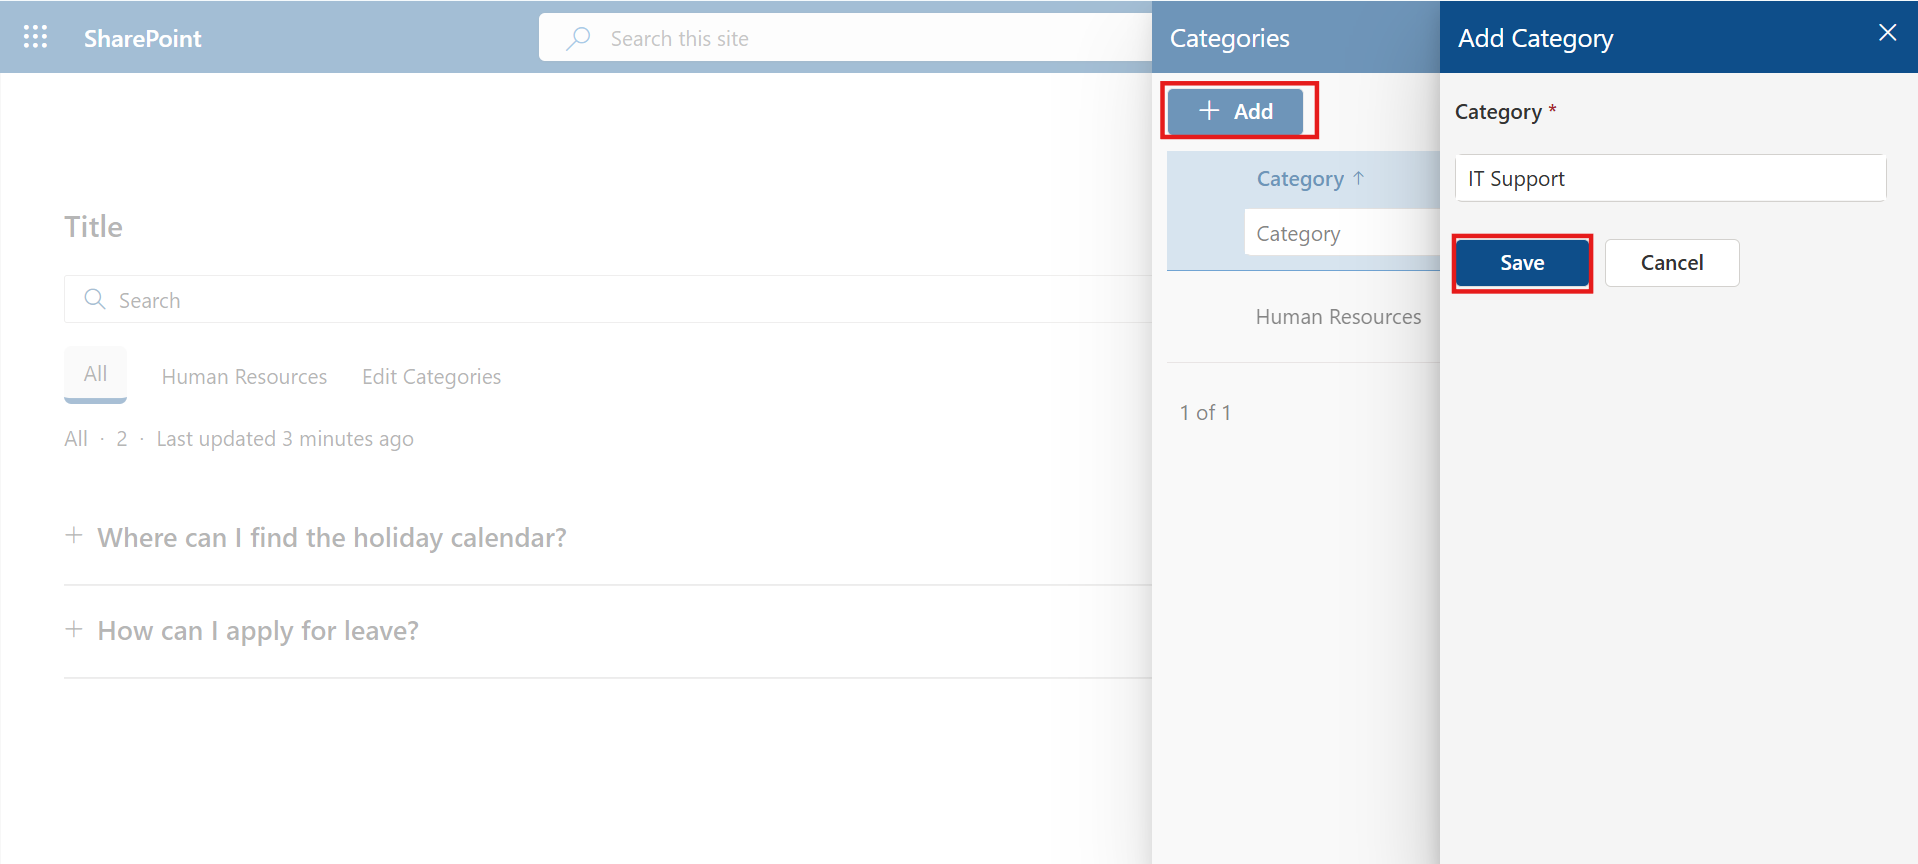 SharePoint
Search this site
Categories
Add Category
Add
Category *
Category ↑
IT Support
Category
Title
Save
Cancel
Search
Human Resources
All
Human Resources
Edit Categories
1 of 1
All · 2 · Last updated 3 minutes ago
+ Where can I find the holiday calendar?
+ How can I apply for leave?